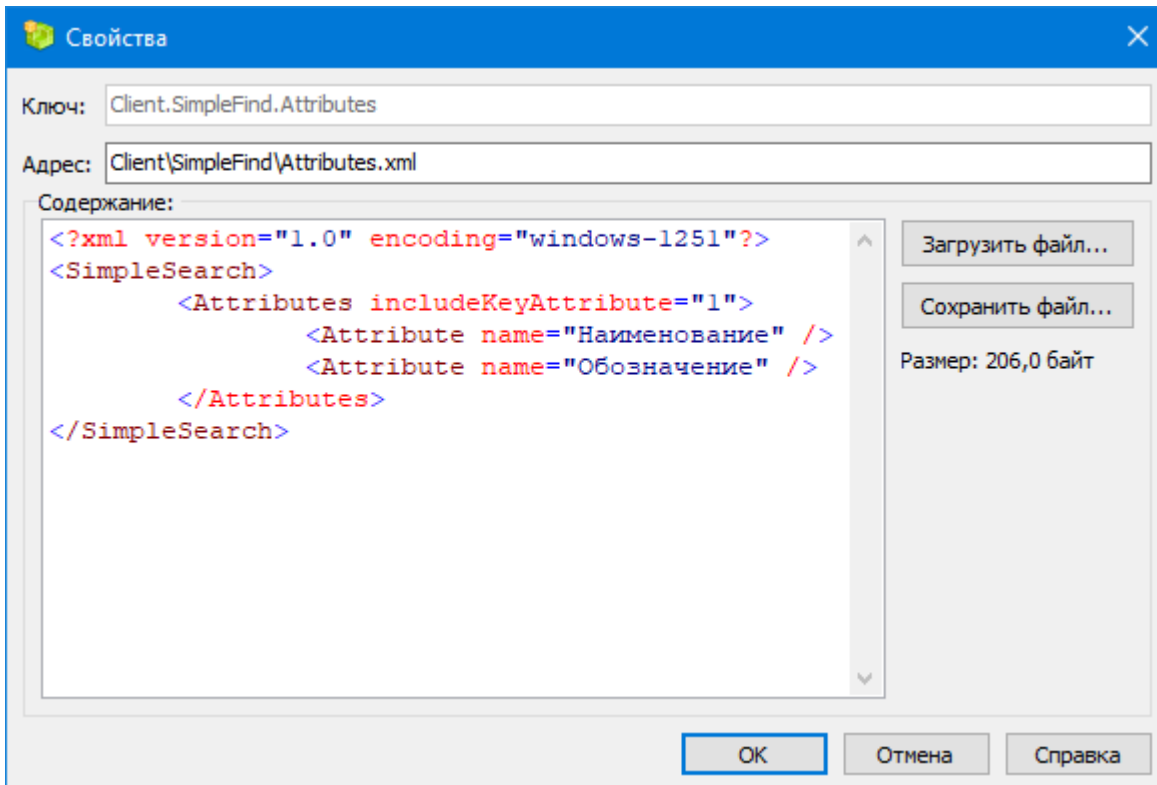 Свойства
Ключ: Client.SimpleFind.Attributes
Адрес: Client\SimpleFind\Attributes.xml
Содержание:
<?xml version="1.0" encoding="windows-1251"?>
<SimpleSearch>
<Attributes includeKeyAttribute="1">
<Attribute name="Наименование" />
<Attribute name="Обозначение" />
</Attributes>
</SimpleSearch>
Загрузить файл...
Сохранить файл...
Размер: 206,0 байт
OK Отмена Справка